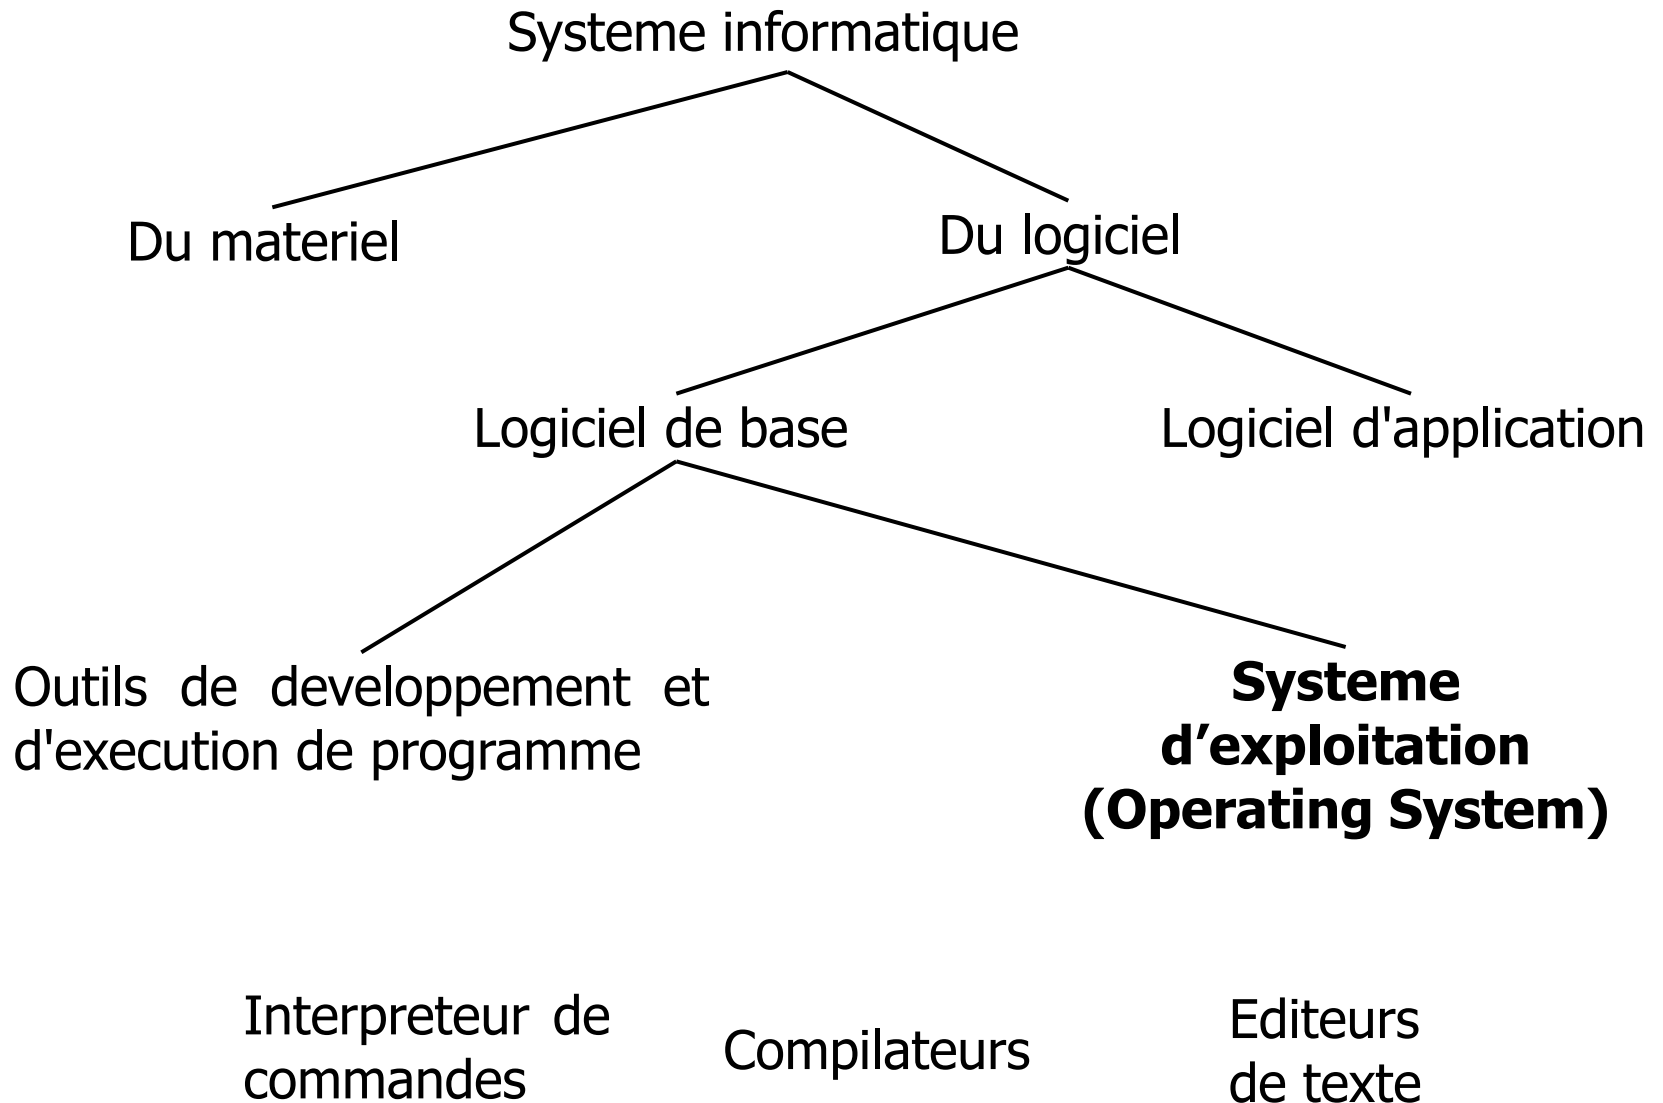 Systeme informatique
Du materiel
Du logiciel
Logiciel de base
Logiciel d'application
Outils de developpement et
d'execution de programme
Systeme
d’exploitation
(Operating System)
Interpreteur de
commandes
Compilateurs
Editeurs
de texte